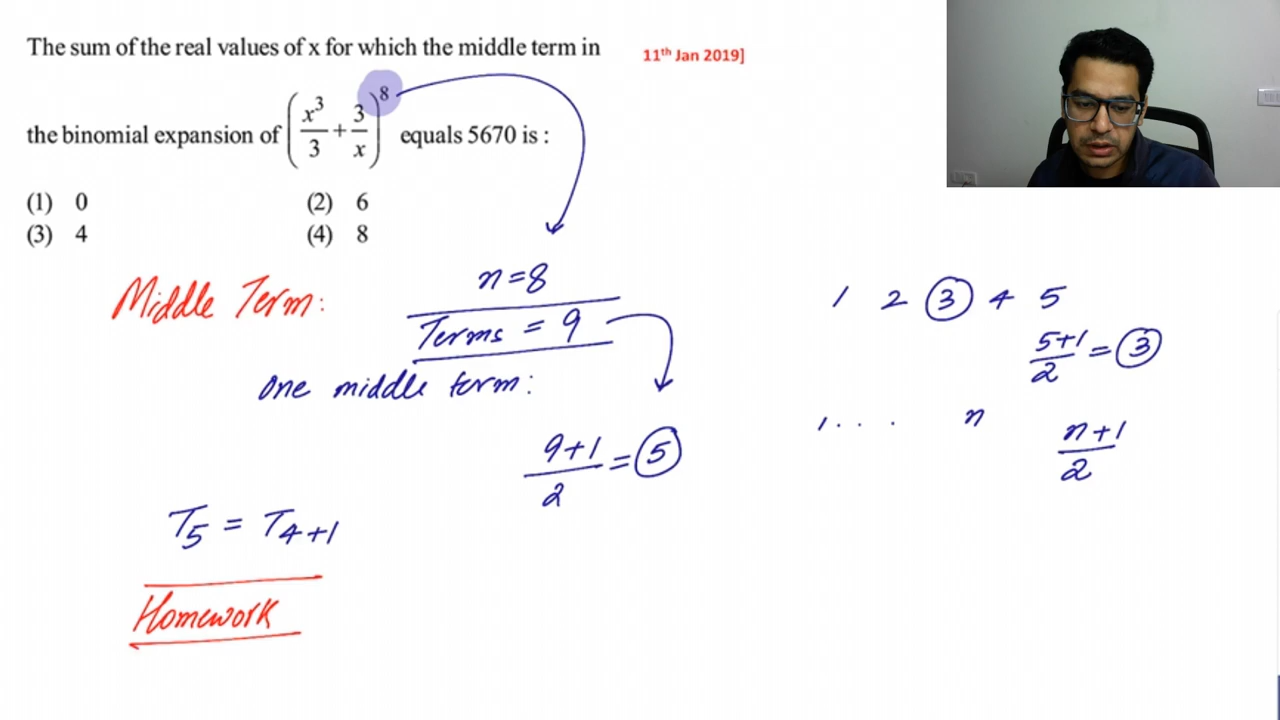 The sum of the real values of x for which the middle term in
11th Jan 2019]
the binomial expansion of (x³/3 + 3/x)⁸ equals 5670 is :
(1) 0 (2) 6
(3) 4 (4) 8
Middle Term:
n=8
Terms = 9
one middle term:
9+1/2 = 5
T5 = T4+1
Homework
1 2 3 4 5
5+1/2 = 3
1 . . . n
n+1/2